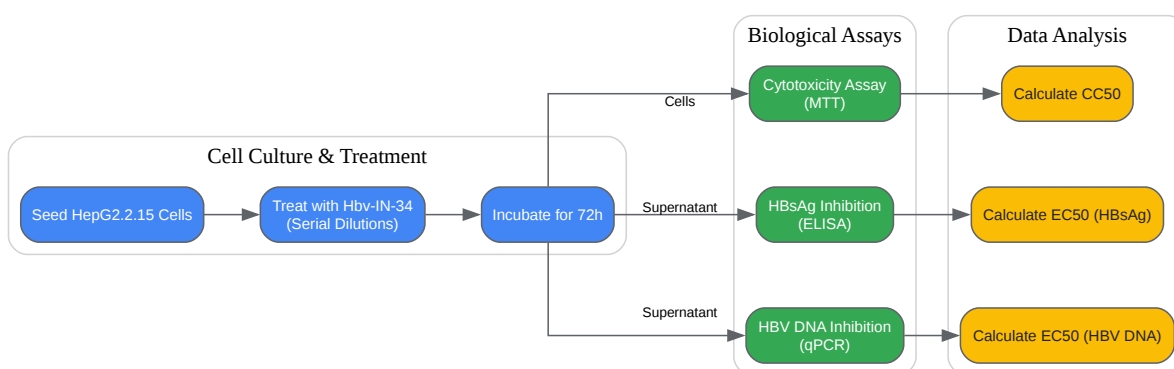 Biological Assays
Data Analysis
Cytotoxicity Assay
(MTT)
Calculate CC50
Cells
Cell Culture & Treatment
Seed HepG2.2.15 Cells
Treat with Hbv-IN-34
(Serial Dilutions)
Incubate for 72h
Supernatant
HBsAg Inhibition
(ELISA)
Calculate EC50 (HBsAg)
Supernatant
HBV DNA Inhibition
(qPCR)
Calculate EC50 (HBV DNA)